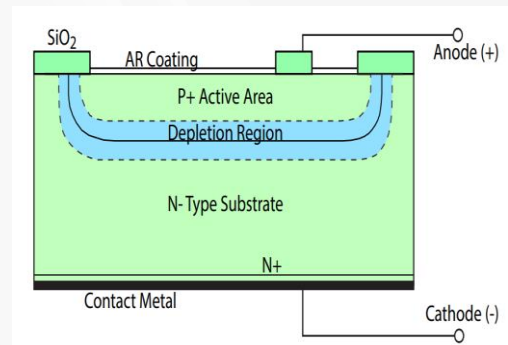 SiO2
AR Coating
Anode (+)
P+ Active Area
Depletion Region
N- Type Substrate
N+
Contact Metal
Cathode (-)